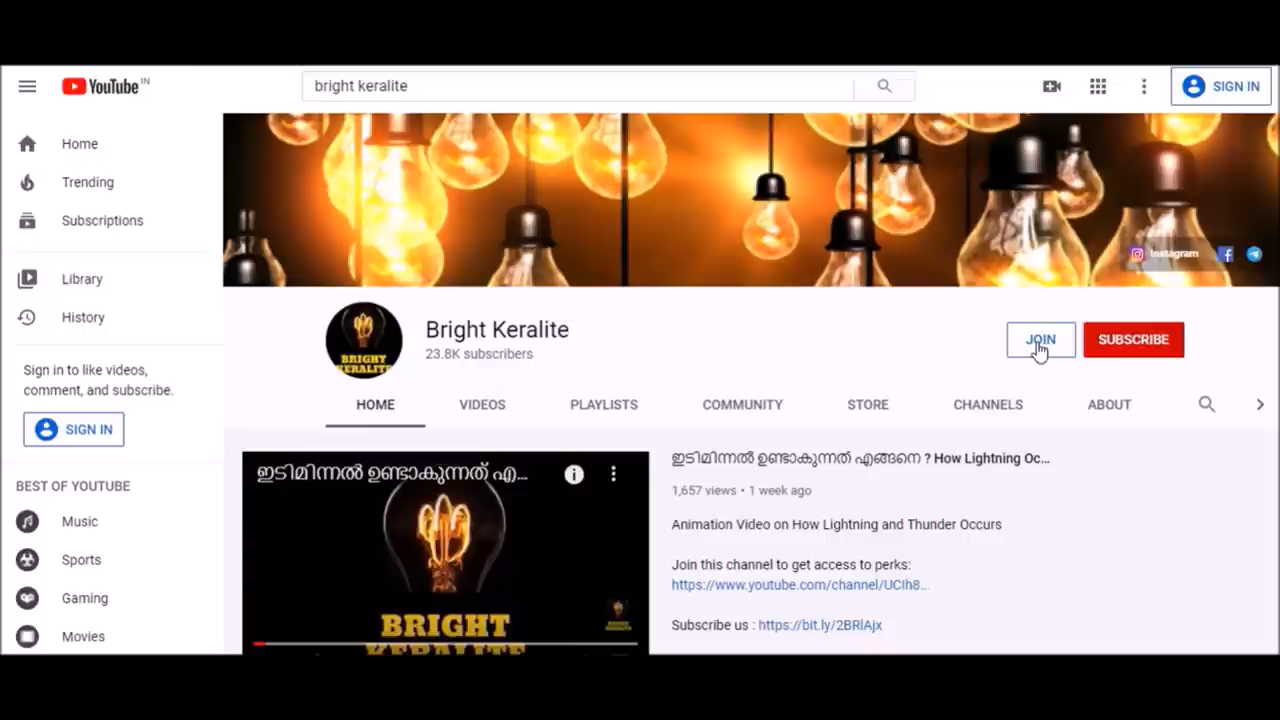 YouTube IN
bright keralite
SIGN IN
Home
Trending
Subscriptions
Library
History
Sign in to like videos,
comment, and subscribe.
SIGN IN
BEST OF YOUTUBE
Music
Sports
Gaming
Movies
Instagram
BRIGHT
KERALITE
Bright Keralite
23.8K subscribers
JOIN
SUBSCRIBE
HOME VIDEOS PLAYLISTS COMMUNITY STORE CHANNELS ABOUT
ഇടിമിന്നൽ ഉണ്ടാകുന്നത് എ...
BRIGHT
KERALITE
ഇടിമിന്നൽ ഉണ്ടാകുന്നത് എങ്ങനെ ? How Lightning Oc...
1,657 views • 1 week ago
Animation Video on How Lightning and Thunder Occurs
Join this channel to get access to perks:
https://www.youtube.com/channel/UCIh8...
Subscribe us : https://bit.ly/2BRlAjx